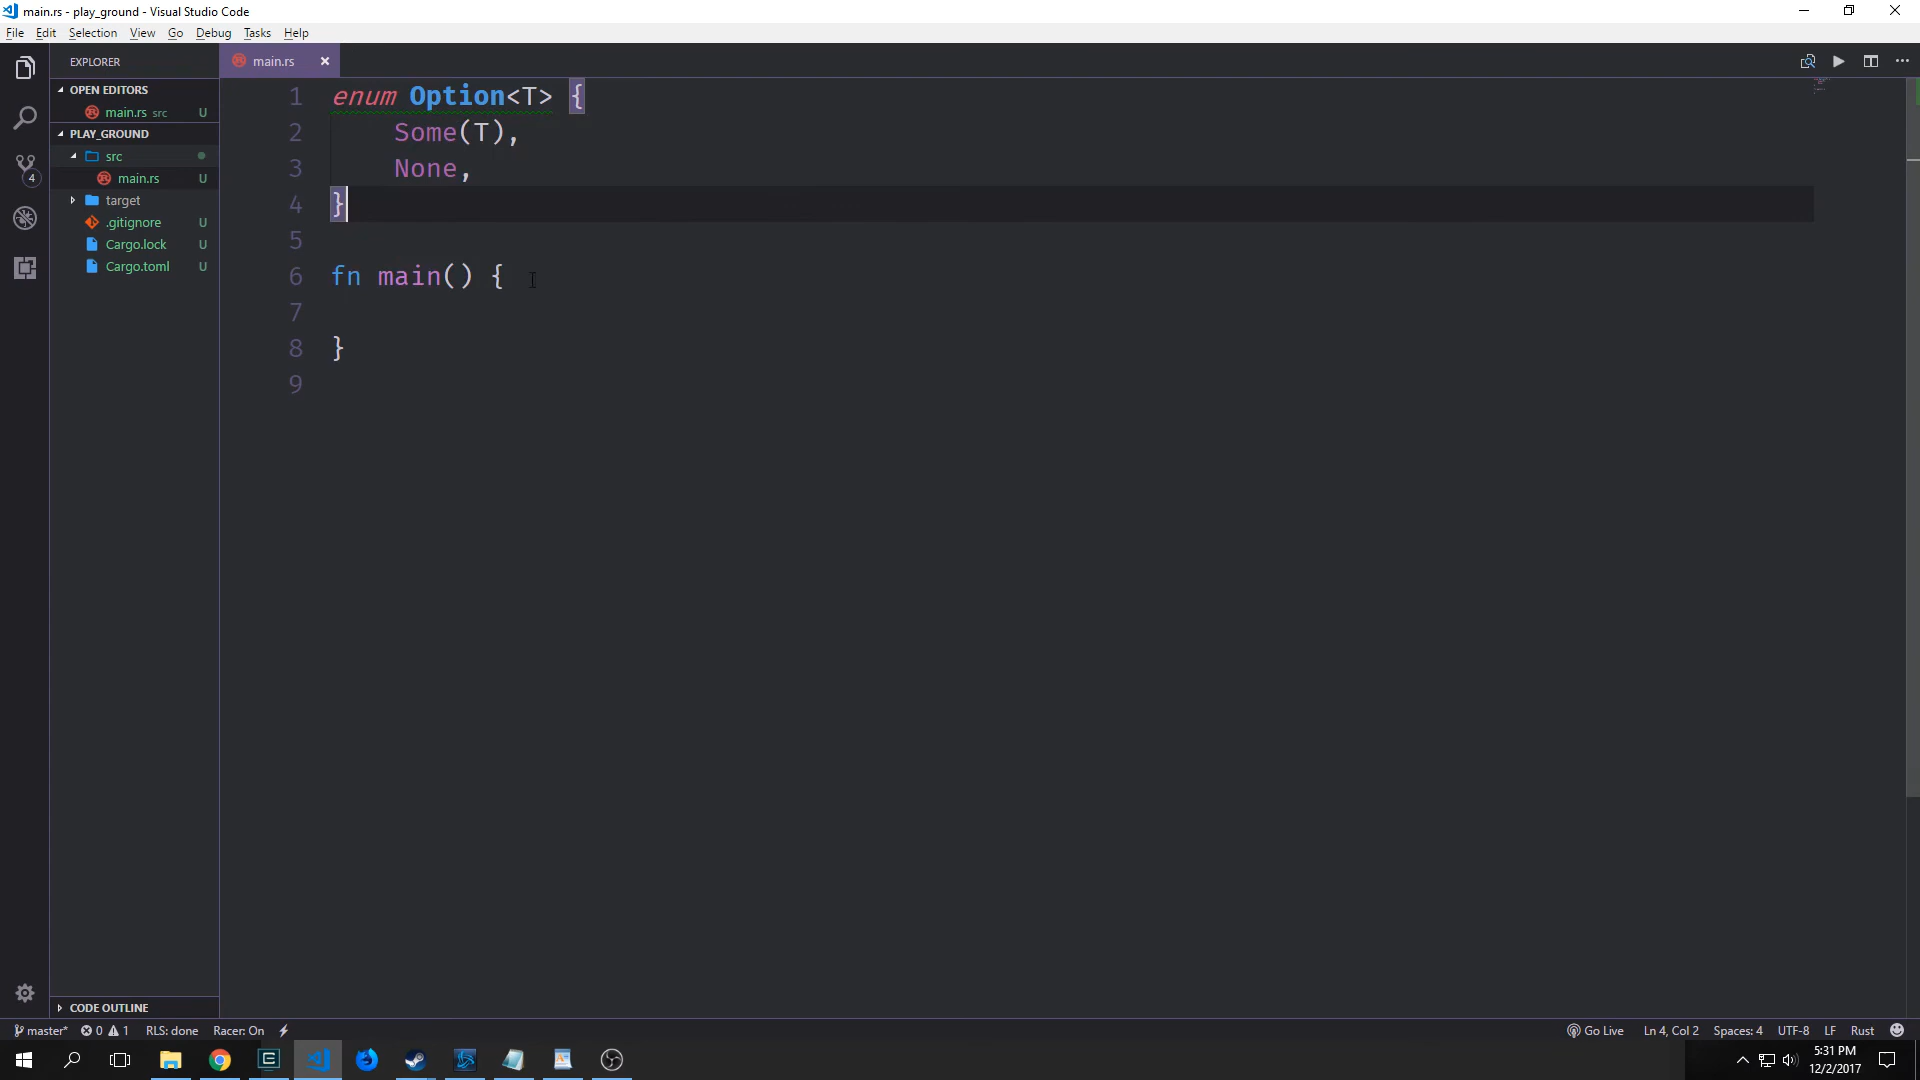 main.rs - play_ground - Visual Studio Code
File Edit Selection View Go Debug Tasks Help
EXPLORER
main.rs
OPEN EDITORS
main.rs src U
PLAY_GROUND
src
main.rs U
target
.gitignore U
Cargo.lock U
Cargo.toml U
CODE OUTLINE
4
1 enum Option<T> {
2 Some(T),
3 None,
4 }
5
6 fn main() {
7
8 }
9
master* 0 1 RLS: done Racer: On Go Live Ln 4, Col 2 Spaces: 4 UTF-8 LF Rust
5:31 PM
12/2/2017